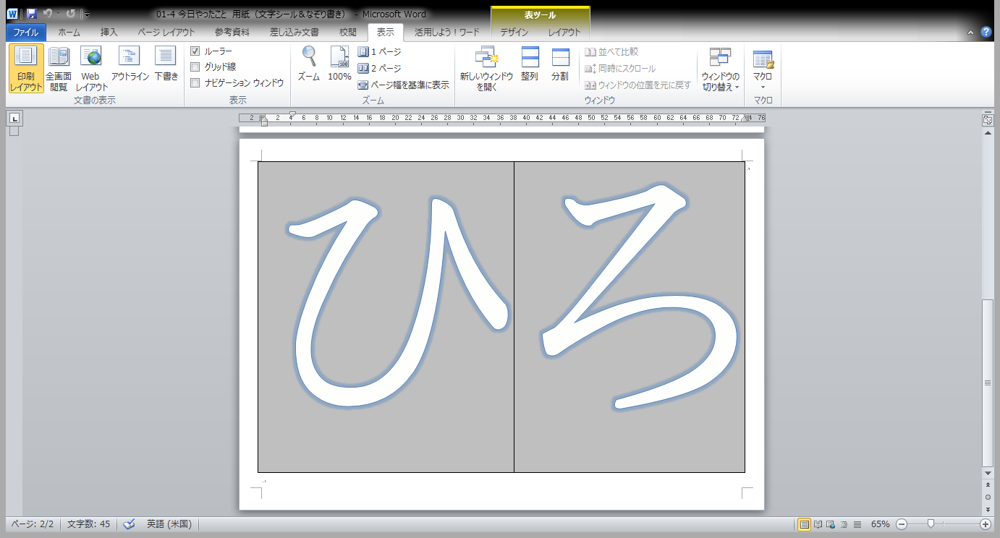 01-4 今日やったこと 用紙（文字シール＆なぞり書き） - Microsoft Word
表ツール
ファイル ホーム 挿入 ページ レイアウト 参考資料 差し込み文書 校閲 表示 活用しよう！ワード デザイン レイアウト
印刷レイアウト 全画面閲覧 Web レイアウト アウトライン 下書き
文書の表示
ルーラー
グリッド線
ナビゲーション ウィンドウ
表示
ズーム 100%
1 ページ
2 ページ
ページ幅を基準に表示
ズーム
新しいウィンドウを開く 整列 分割
並べて比較
同時にスクロール
ウィンドウの位置を元に戻す
ウィンドウの切り替え
ウィンドウ
マクロ
マクロ
2 4 6 8 10 12 14 16 18 20 22 24 26 28 30 32 34 36 38 40 42 44 46 48 50 52 54 56 58 60 62 64 66 68 70 72 76
ひ ろ
ページ: 2/2 文字数: 45 英語 (米国) 65%